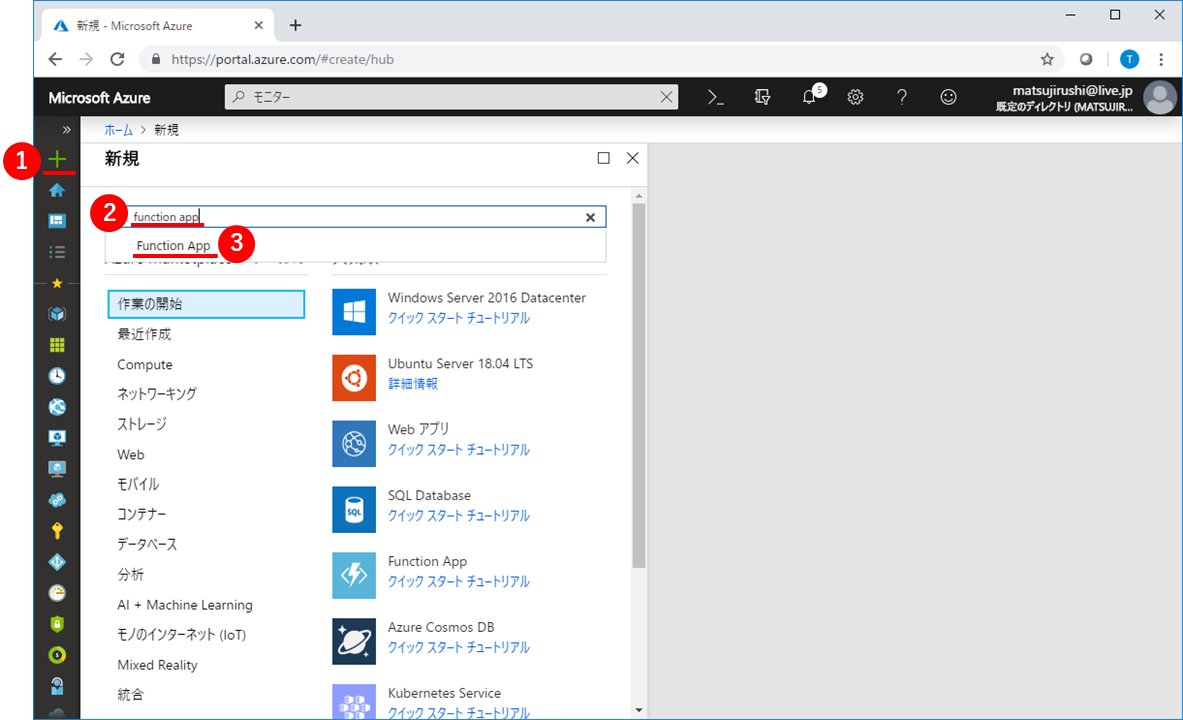 新規 - Microsoft Azure
https://portal.azure.com/#create/hub
T
Microsoft Azure
モニター
5
matsujirushi@live.jp
既定のディレクトリ (MATSUJIR...
ホーム > 新規
1
新規
2
function app
Function App
3
作業の開始
最近作成
Compute
ネットワーキング
ストレージ
Web
モバイル
コンテナー
データベース
分析
AI + Machine Learning
モノのインターネット (IoT)
Mixed Reality
統合
Windows Server 2016 Datacenter
クイック スタート チュートリアル
Ubuntu Server 18.04 LTS
詳細情報
Web アプリ
クイック スタート チュートリアル
SQL
SQL Database
クイック スタート チュートリアル
Function App
クイック スタート チュートリアル
Azure Cosmos DB
クイック スタート チュートリアル
Kubernetes Service
クイック スタート チュートリアル